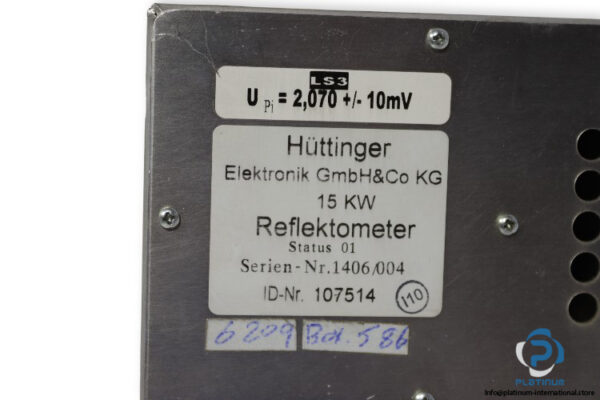 LS3
U Pi = 2,070 +/- 10mV
Hüttinger
Elektronik GmbH&Co KG
15 KW
Reflektometer
Status 01
Serien-Nr.1406/004
ID-Nr. 107514
I10
6209 Bot. 586
PLATINUM
info@platinum-international.store